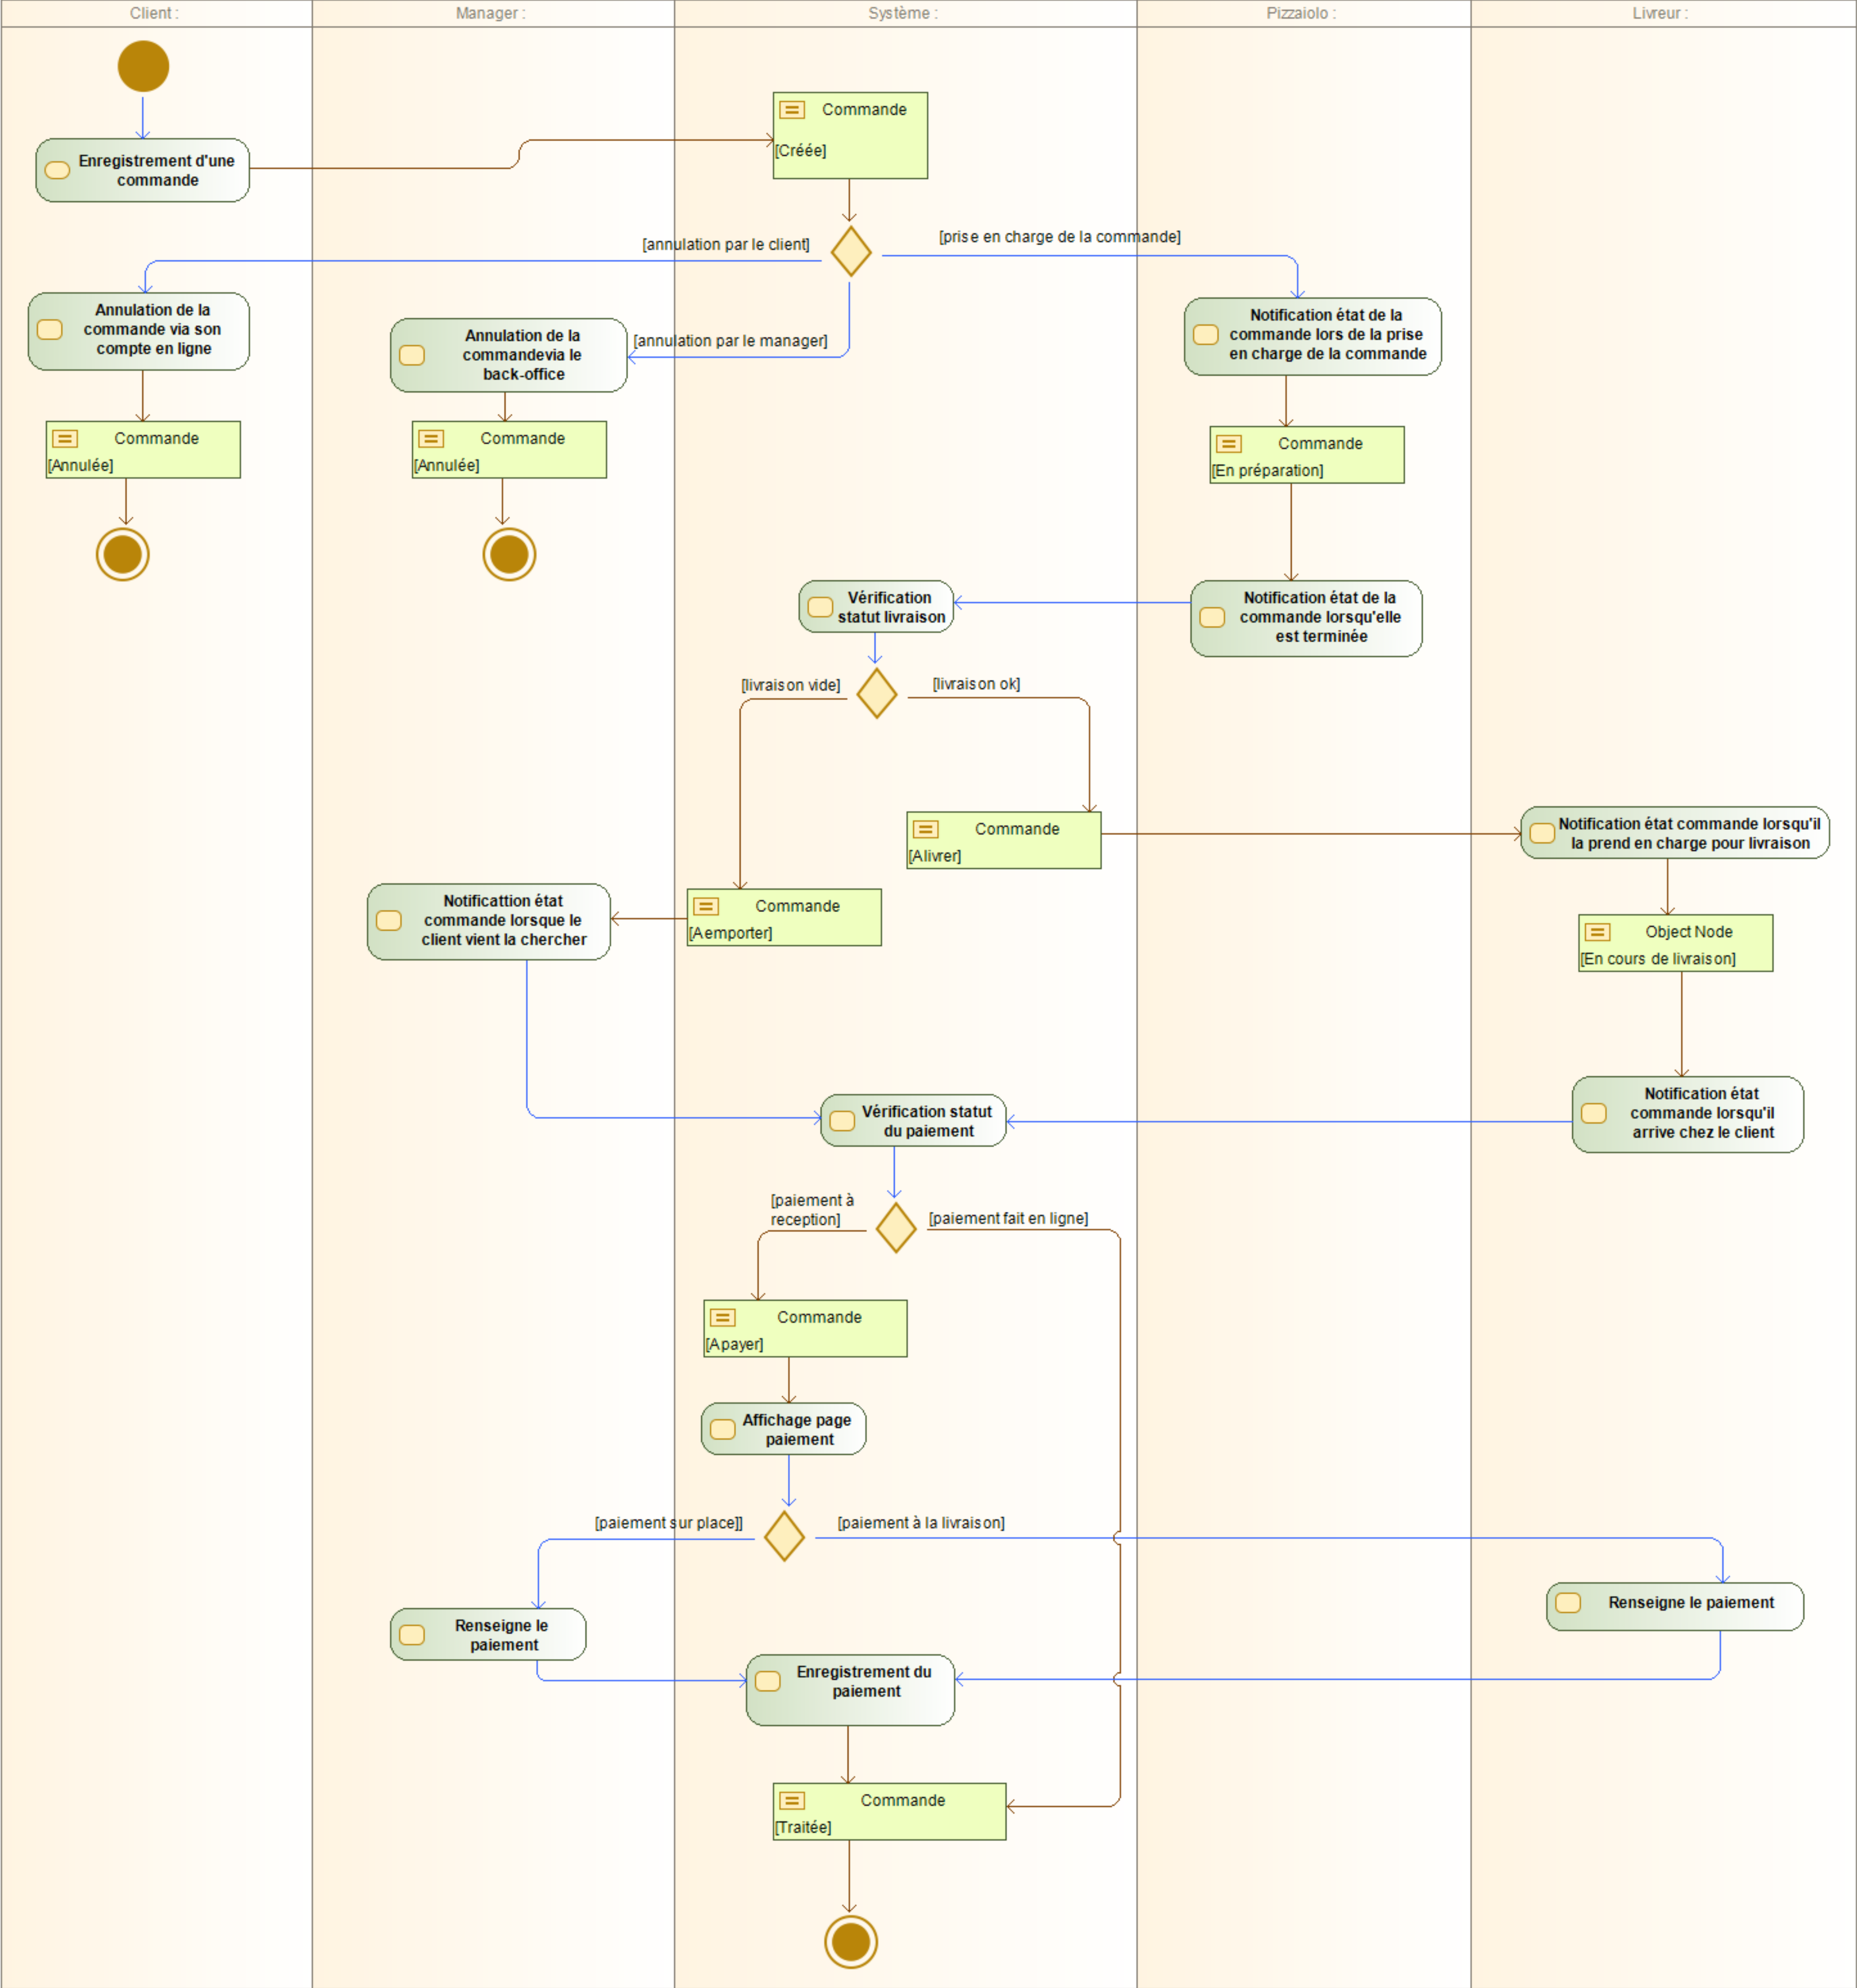 Client :
Manager :
Système :
Pizzaiolo :
Livreur :
Commande
[Créée]
Enregistrement d'une
commande
[annulation par le client]
[prise en charge de la commande]
Annulation de la
commande via son
compte en ligne
Annulation de la
commandevia le
back-office
[annulation par le manager]
Notification état de la
commande lors de la prise
en charge de la commande
Commande
[Annulée]
Commande
[Annulée]
Commande
[En préparation]
Vérification
statut livraison
Notification état de la
commande lorsqu'elle
est terminée
[livraison vide]
[livraison ok]
Commande
[Alivrer]
Notification état commande lorsqu'il
la prend en charge pour livraison
Notificattion état
commande lorsque le
client vient la chercher
Commande
[Aemporter]
Object Node
[En cours de livraison]
Vérification statut
du paiement
Notification état
commande lorsqu'il
arrive chez le client
[paiement à
reception]
[paiement fait en ligne]
Commande
[Apayer]
Affichage page
paiement
[paiement sur place]]
[paiement à la livraison]
Renseigne le
paiement
Renseigne le paiement
Enregistrement du
paiement
Commande
[Traitée]